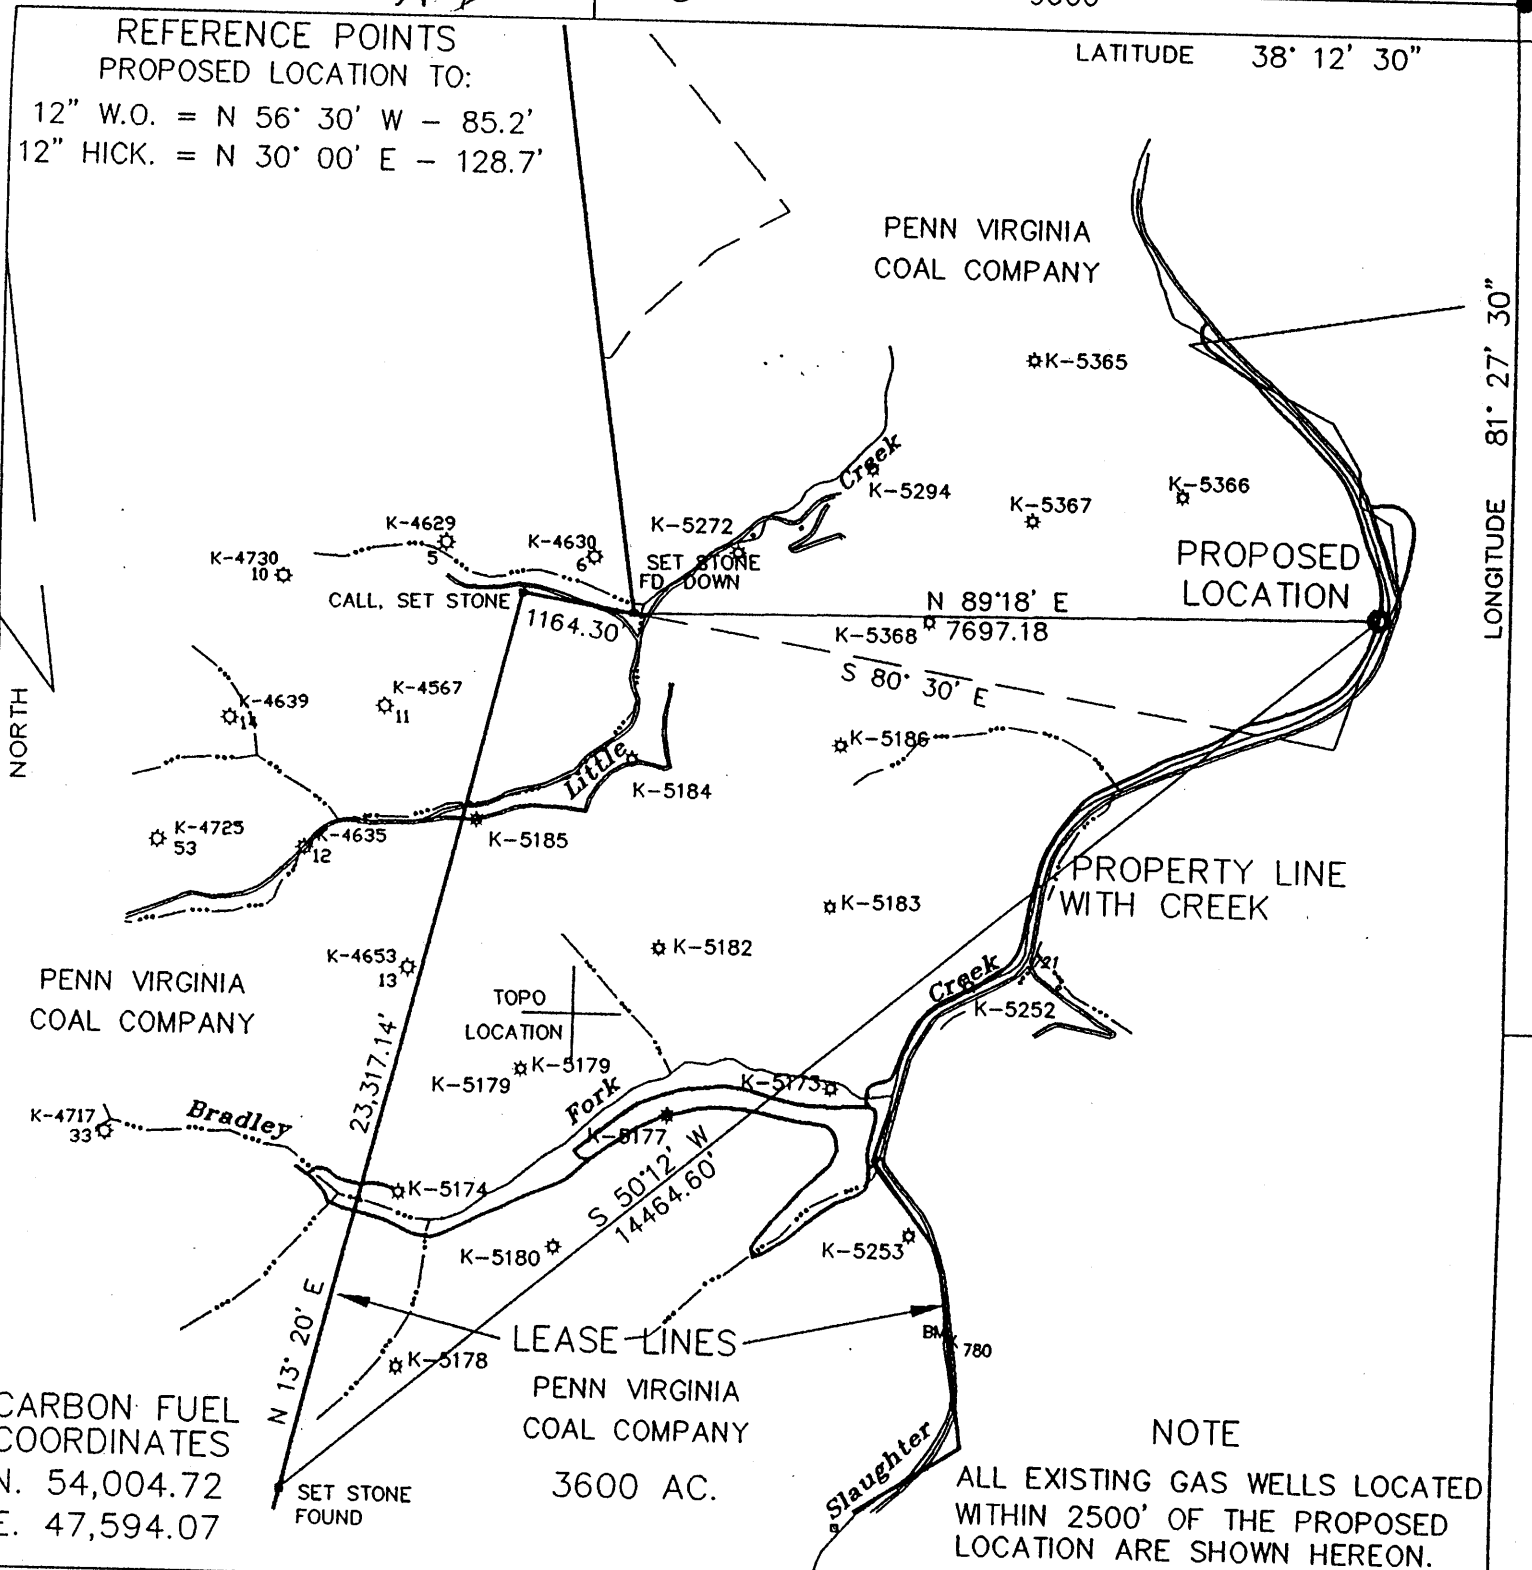 REFERENCE POINTS
PROPOSED LOCATION TO:
12" W.O. = N 56° 30' W - 85.2'
12" HICK. = N 30° 00' E - 128.7'
LATITUDE 38° 12' 30"
LONGITUDE 81° 27' 30"
PENN VIRGINIA
COAL COMPANY
K-5365
K-5366
K-5367
Creek
K-5294
K-5272
K-4629
5
K-4630
6
K-4730
10
SET STONE
FD DOWN
CALL, SET STONE
1164.30'
PROPOSED
LOCATION
N 89°18' E
7697.18
K-5368
S 80° 30' E
NORTH
K-4639
14
K-4567
11
K-5186
Little
K-5184
K-5185
K-4725
53
K-4635
12
PROPERTY LINE
WITH CREEK
K-5183
K-5182
K-4653
13
PENN VIRGINIA
COAL COMPANY
TOPO
LOCATION
Creek
21
K-5252
23,317.14'
K-5179
K-5179
Fork
K-5173
K-4717
33
Bradley
K-5177
S 50°12' W
14464.60'
K-5174
K-5180
K-5253
N 13° 20' E
LEASE LINES
BM
780
K-5178
PENN VIRGINIA
COAL COMPANY
3600 AC.
CARBON FUEL
COORDINATES
N. 54,004.72
E. 47,594.07
SET STONE
FOUND
Slaughter
NOTE
ALL EXISTING GAS WELLS LOCATED
WITHIN 2500' OF THE PROPOSED
LOCATION ARE SHOWN HEREON.